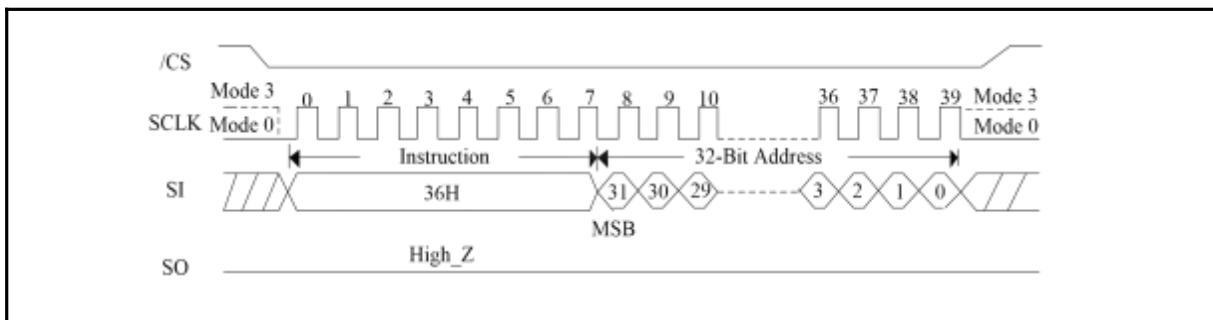 /CS
Mode 3 0 1 2 3 4 5 6 7 8 9 10 36 37 38 39 Mode 3
SCLK Mode 0 Mode 0
Instruction 32-Bit Address
SI 36H 31 30 29 3 2 1 0
MSB
High_Z
SO